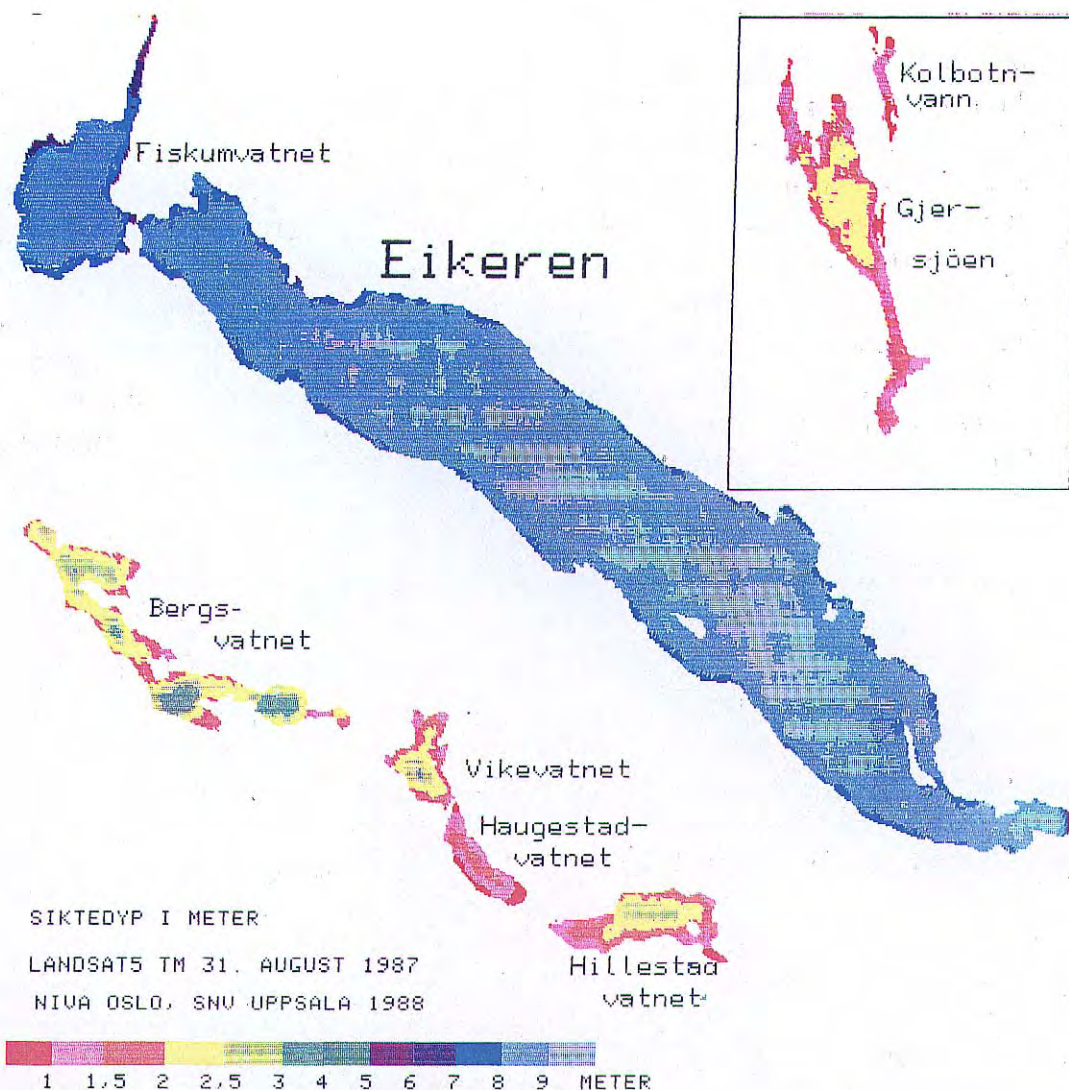 Kolbotn-
vann
Fiskumvatnet
Gjer-
sjöen
Eikeren
Bergs-
vatnet
Vikevatnet
Haugestad-
vatnet
Hillestad
vatnet
SIKTEDYP I METER
LANDSAT5 TM 31. AUGUST 1987
NIVA OSLO, SNV UPPSALA 1988
1 1,5 2 2,5 3 4 5 6 7 8 9 METER